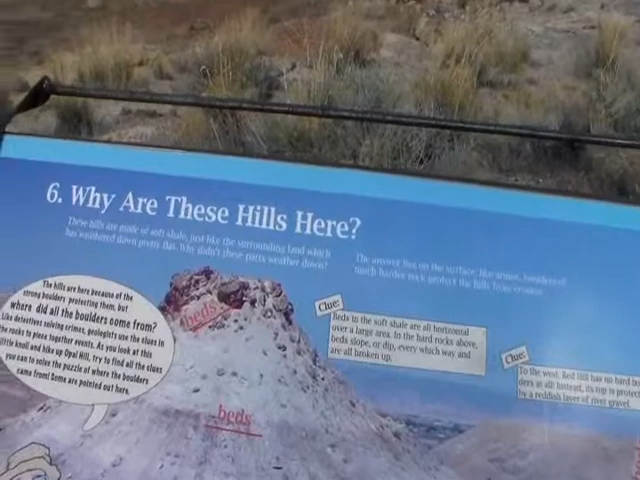 6. Why Are These Hills Here?
These hills are made of soft shale, just like the surrounding land which
has weathered down pretty flat. Why didn't these parts weather down?
The answer lies on the surface: like armor, boulders of
much harder rock protect the hills from erosion.
The hills are here because of the
strong boulders protecting them, but
where did all the boulders come from?
Like detectives solving crimes, geologists use the clues in
the rocks to piece together events. As you look at this
little knoll and hike up Opal Hill, try to find all the clues
you can to solve the puzzle of where the boulders
came from! Some are pointed out here.
beds
beds
Clue:
Beds in the soft shale are all horizontal
over a large area. In the hard rocks above,
beds slope, or dip, every which way and
are all broken up.
Clue:
To the west, Red Hill has no hard
ders at all! Instead, its top is protect
by a reddish layer of river gravel.